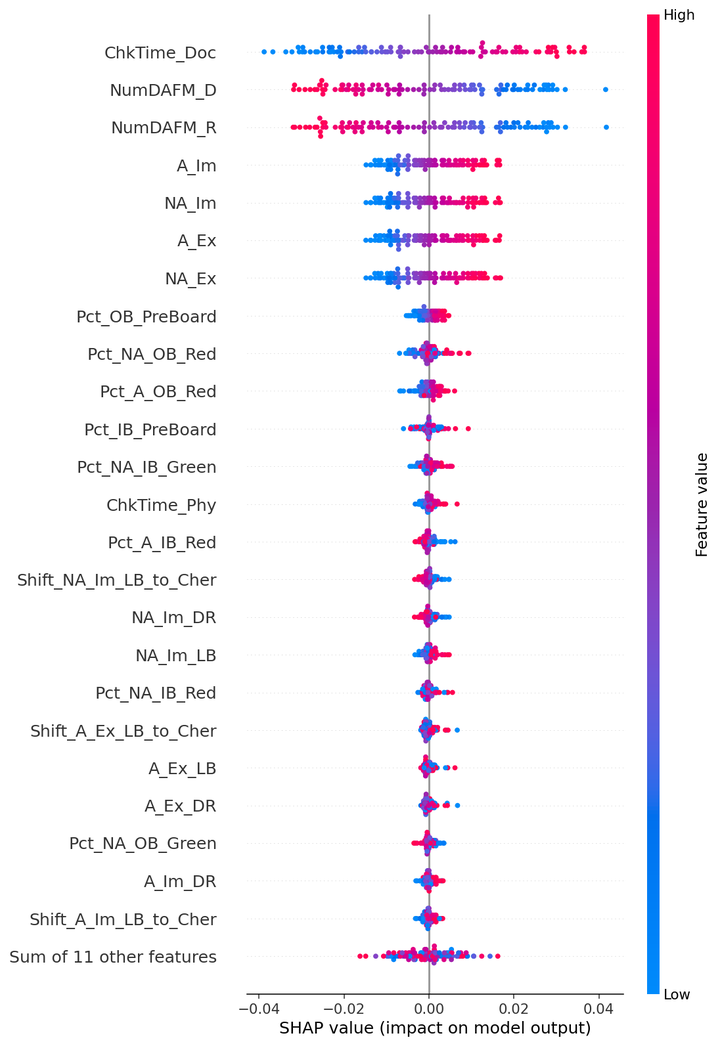 High
ChkTime_Doc
NumDAFM_D
NumDAFM_R
A_Im
NA_Im
A_Ex
NA_Ex
Pct_OB_PreBoard
Pct_NA_OB_Red
Pct_A_OB_Red
Pct_IB_PreBoard
Pct_NA_IB_Green
ChkTime_Phy
Pct_A_IB_Red
Shift_NA_Im_LB_to_Cher
NA_Im_DR
NA_Im_LB
Pct_NA_IB_Red
Shift_A_Ex_LB_to_Cher
A_Ex_LB
A_Ex_DR
Pct_NA_OB_Green
A_Im_DR
Shift_A_Im_LB_to_Cher
Sum of 11 other features
Feature value
Low
−0.04 −0.02 0.00 0.02 0.04
SHAP value (impact on model output)